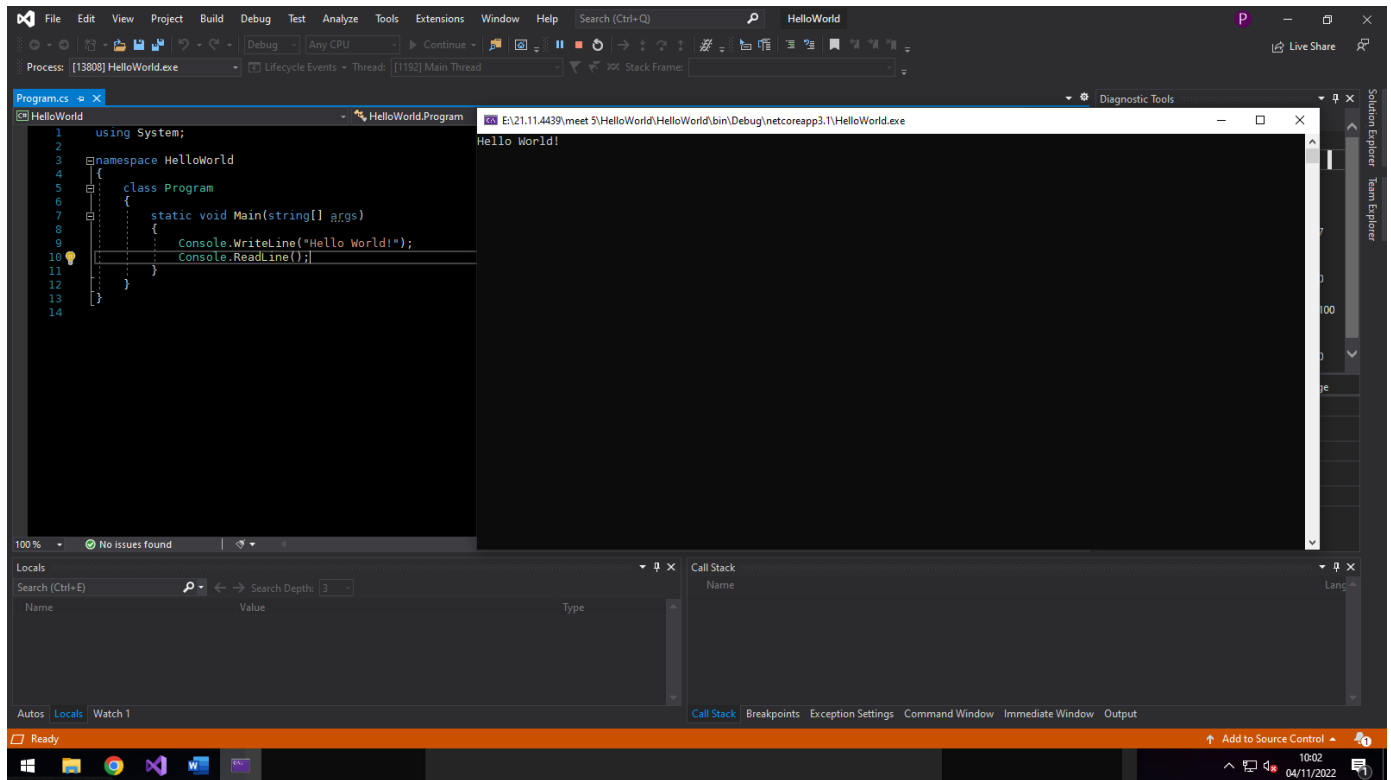 File Edit View Project Build Debug Test Analyze Tools Extensions Window Help Search (Ctrl+Q) HelloWorld P
Debug Any CPU Continue Live Share
Process: [13808] HelloWorld.exe Lifecycle Events Thread: [1192] Main Thread Stack Frame:
Program.cs
Diagnostic Tools
Solution Explorer
Team Explorer
HelloWorld HelloWorld.Program
E:\21.11.4439\meet 5\HelloWorld\HelloWorld\bin\Debug\netcoreapp3.1\HelloWorld.exe
Hello World!
1 using System;
2
3 namespace HelloWorld
4 {
5 class Program
6 {
7 static void Main(string[] args)
8 {
9 Console.WriteLine("Hello World!");
10 Console.ReadLine();
11 }
12 }
13 }
14
100
100 % No issues found
Locals
Search (Ctrl+E) Search Depth: 3
Name Value Type
Autos Locals Watch 1
Call Stack
Name Lang
Call Stack Breakpoints Exception Settings Command Window Immediate Window Output
Ready Add to Source Control 1
10:02
04/11/2022
1